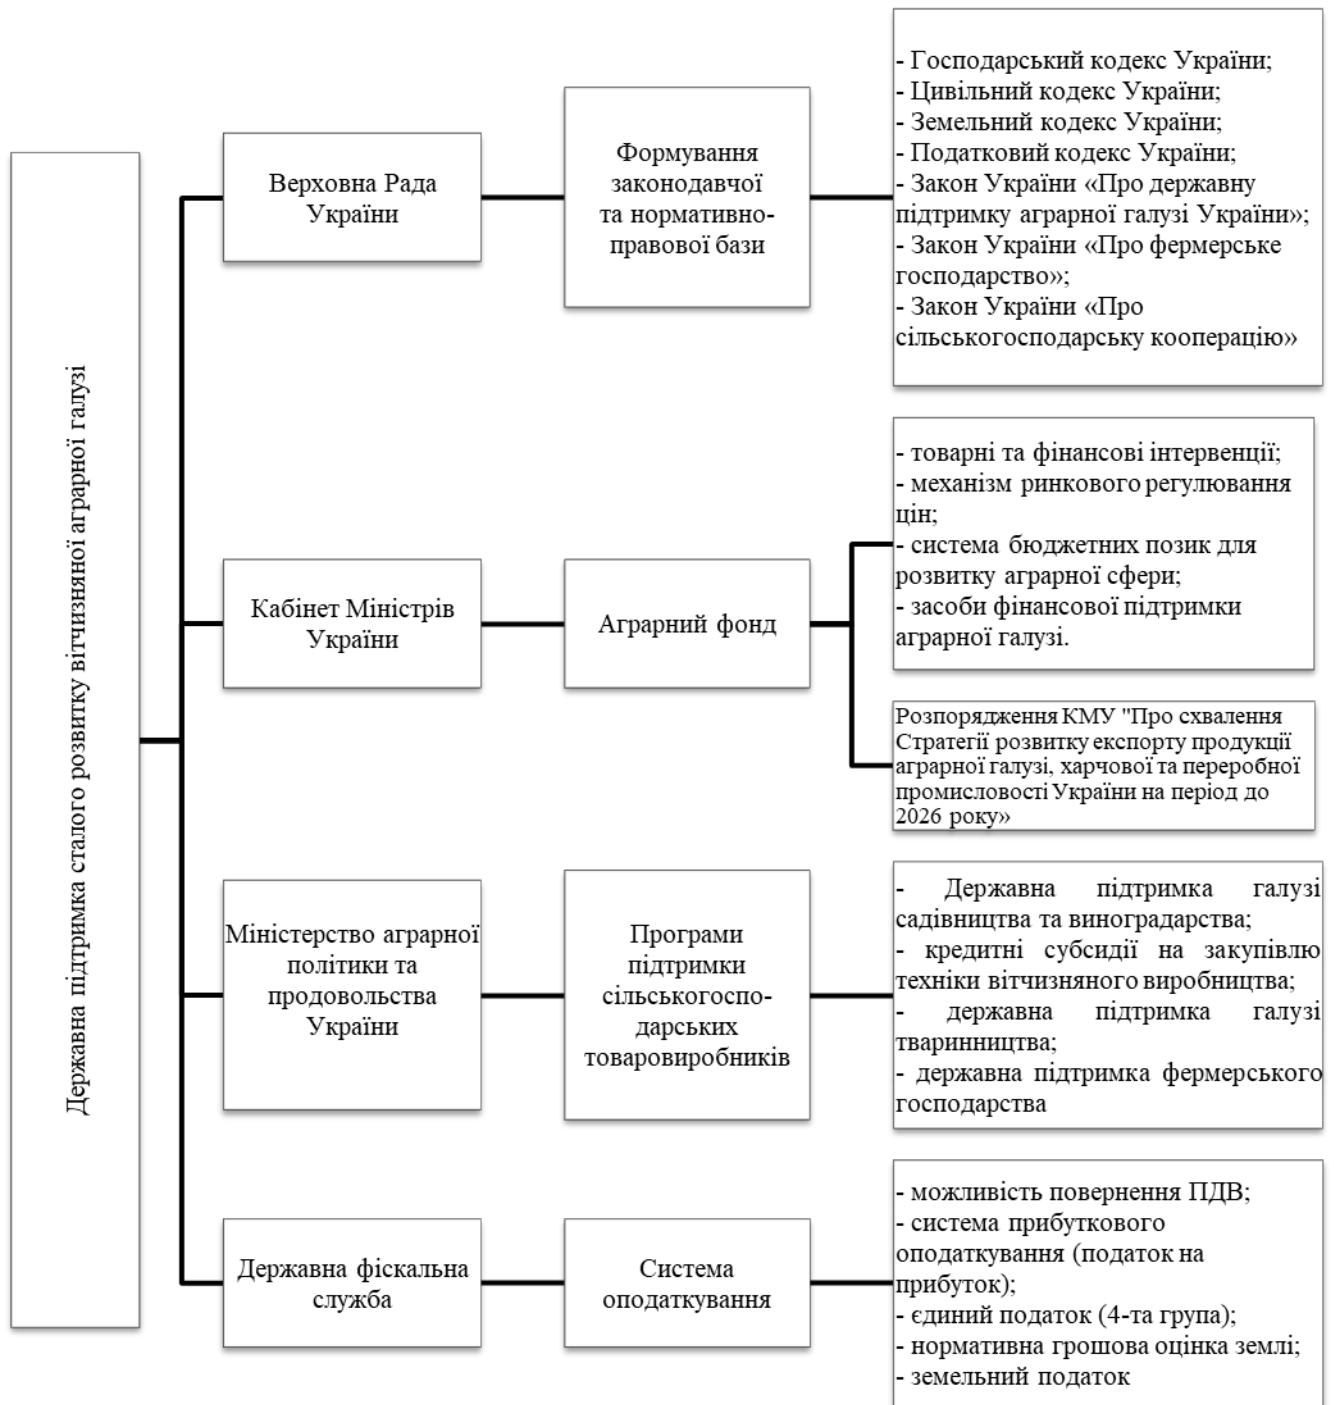 Державна підтримка сталого розвитку вітчизняної аграрної галузі
Верховна Рада
України
Формування
законодавчої
та нормативно-
правової бази
- Господарський кодекс України;
- Цивільний кодекс України;
- Земельний кодекс України;
- Податковий кодекс України;
- Закон України «Про державну
підтримку аграрної галузі України»;
- Закон України «Про фермерське
господарство»;
- Закон України «Про
сільськогосподарську кооперацію»
Кабінет Міністрів
України
Аграрний фонд
- товарні та фінансові інтервенції;
- механізм ринкового регулювання
цін;
- система бюджетних позик для
розвитку аграрної сфери;
- засоби фінансової підтримки
аграрної галузі.
Розпорядження КМУ "Про схвалення
Стратегії розвитку експорту продукції
аграрної галузі, харчової та переробної
промисловості України на період до
2026 року»
Міністерство аграрної
політики та
продовольства
України
Програми
підтримки
сільськогоспо-
дарських
товаровиробників
- Державна підтримка галузі
садівництва та виноградарства;
- кредитні субсидії на закупівлю
техніки вітчизняного виробництва;
- державна підтримка галузі
тваринництва;
- державна підтримка фермерського
господарства
Державна фіскальна
служба
Система
оподаткування
- можливість повернення ПДВ;
- система прибуткового
оподаткування (податок на
прибуток);
- єдиний податок (4-та група);
- нормативна грошова оцінка землі;
- земельний податок